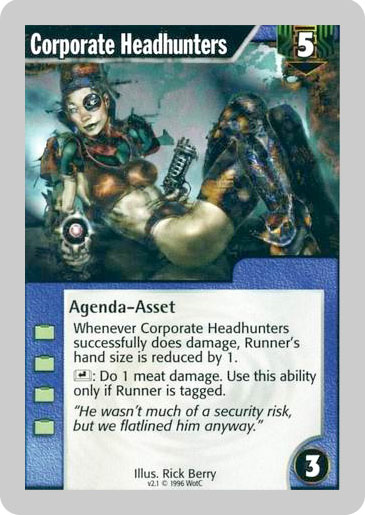 Corporate Headhunters
5
Agenda-Asset
Whenever Corporate Headhunters
successfully does damage, Runner's
hand size is reduced by 1.
: Do 1 meat damage. Use this ability
only if Runner is tagged.
"He wasn't much of a security risk,
but we flatlined him anyway."
Illus. Rick Berry
v2.1 © 1996 WotC
3